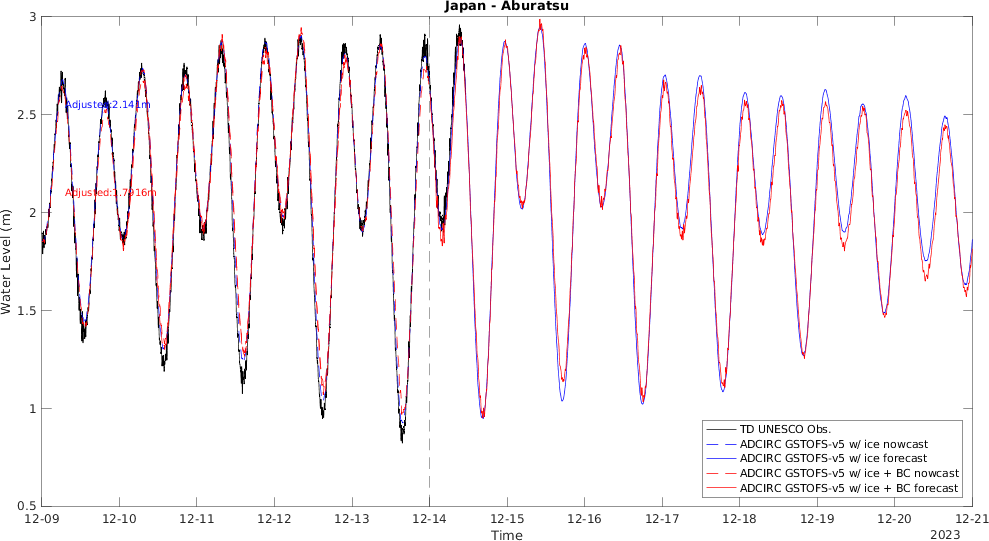 Japan - Aburatsu
3
2.5
2
1.5
1
0.5
Water Level (m)
Adjusted:2.141m
Adjusted:1.7916m
TD UNESCO Obs.
ADCIRC GSTOFS-v5 w/ ice nowcast
ADCIRC GSTOFS-v5 w/ ice forecast
ADCIRC GSTOFS-v5 w/ ice + BC nowcast
ADCIRC GSTOFS-v5 w/ ice + BC forecast
12-09 12-10 12-11 12-12 12-13 12-14 12-15 12-16 12-17 12-18 12-19 12-20 12-21
Time
2023